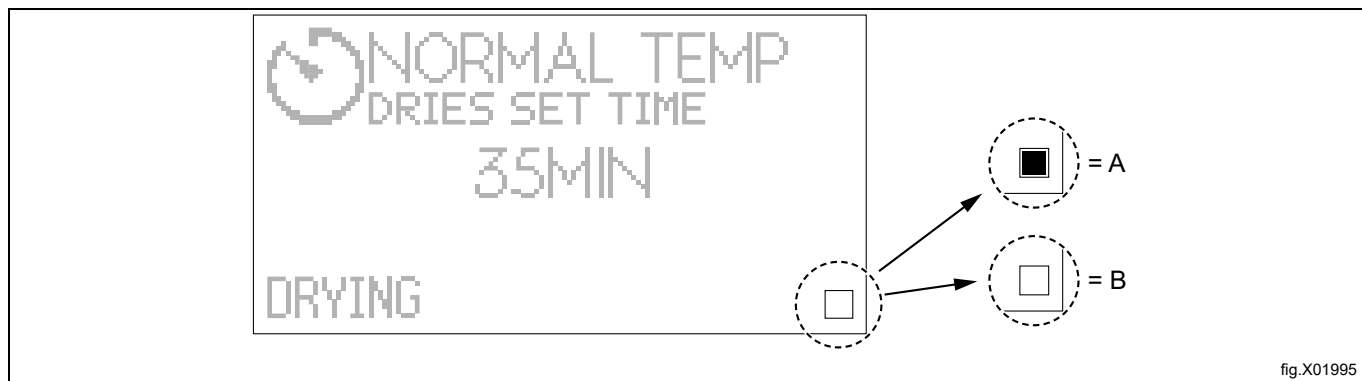 NORMAL TEMP
DRIES SET TIME
35MIN
DRYING
= A
= B
fig.X01995